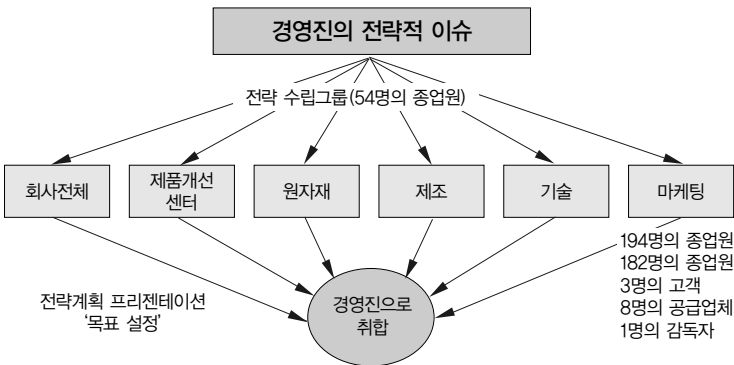 경영진의 전략적 이슈
전략 수립그룹(54명의 종업원)
회사전체
제품개선
센터
원자재
제조
기술
마케팅
194명의 종업원
182명의 종업원
3명의 고객
8명의 공급업체
1명의 감독자
전략계획 프리젠테이션
‘목표 설정’
경영진으로
취합